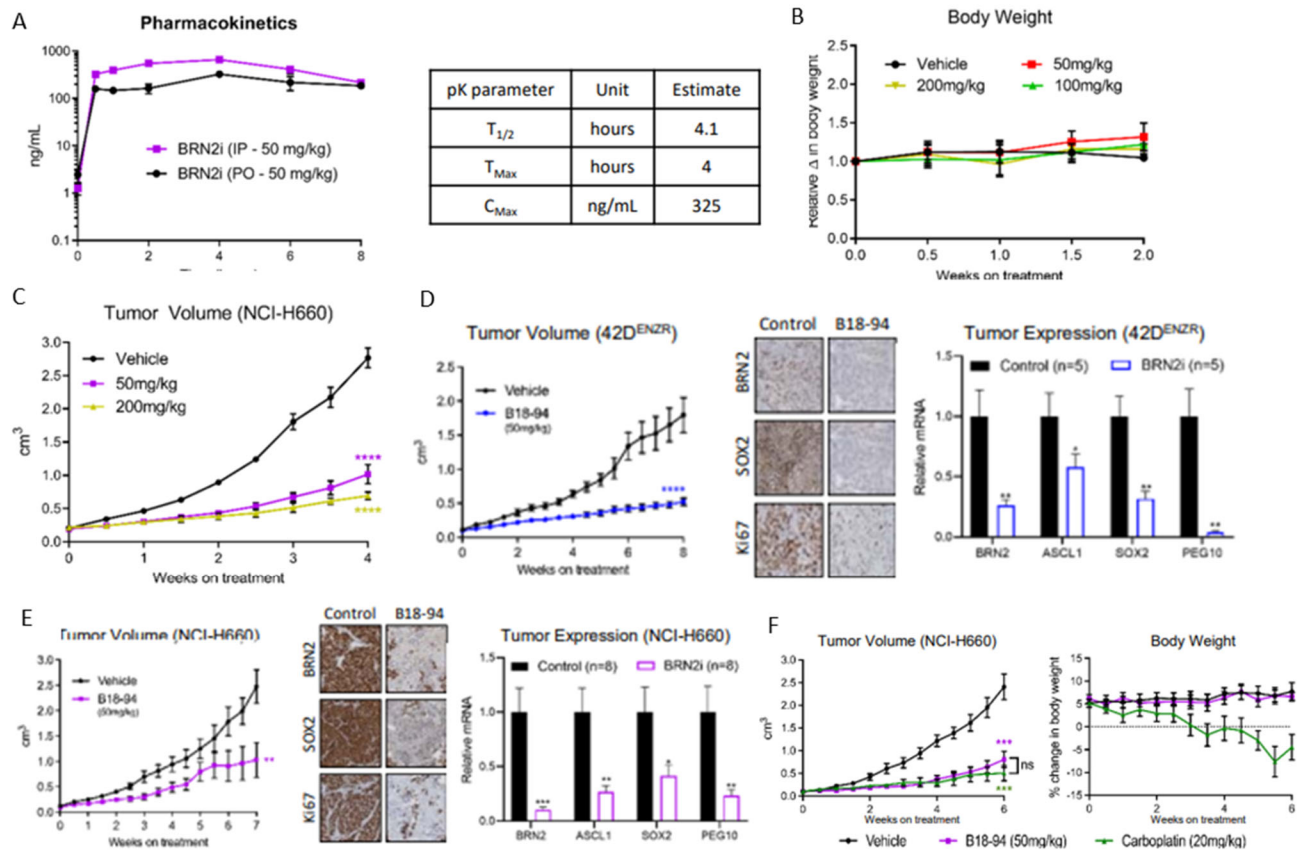 A
Pharmacokinetics
1000
100
10
1
0.1
ng/mL
BRN2i (IP - 50 mg/kg)
BRN2i (PO - 50 mg/kg)
0 2 4 6 8
pK parameter Unit Estimate
T1/2 hours 4.1
TMax hours 4
CMax ng/mL 325
B
Body Weight
Vehicle 50mg/kg
200mg/kg 100mg/kg
2.5
2.0
1.5
1.0
0.5
0.0
Relative Δ in body weight
0.0 0.5 1.0 1.5 2.0
Weeks on treatment
C
Tumor Volume (NCI-H660)
Vehicle
50mg/kg
200mg/kg
3.0
2.5
2.0
1.5
1.0
0.5
0.0
cm3
****
****
0 1 2 3 4
Weeks on treatment
D
Tumor Volume (42DENZR)
Vehicle
B18-94
(50mg/kg)
2.5
2.0
1.5
1.0
0.5
0.0
cm3
****
0 2 4 6 8
Weeks on treatment
Control B18-94
BRN2
SOX2
Ki67
Tumor Expression (42DENZR)
Control (n=5) BRN2i (n=5)
1.5
1.0
0.5
0.0
Relative mRNA
** * ** **
BRN2 ASCL1 SOX2 PEG10
E
Tumor Volume (NCI-H660)
Vehicle
B18-94
(50mg/kg)
3.0
2.5
2.0
1.5
1.0
0.5
0.0
cm3
**
0 1 2 3 4 5 6 7
Weeks on treatment
Control B18-94
BRN2
SOX2
Ki67
Tumor Expression (NCI-H660)
Control (n=8) BRN2i (n=8)
1.5
1.0
0.5
0.0
Relative mRNA
*** ** * **
BRN2 ASCL1 SOX2 PEG10
F
Tumor Volume (NCI-H660)
3.0
2.5
2.0
1.5
1.0
0.5
0.0
cm3
***
ns
***
0 2 4 6
Weeks on treatment
Body Weight
15
10
5
0
-5
-10
-15
% change in body weight
0 2 4 6
Weeks on treatment
Vehicle B18-94 (50mg/kg) Carboplatin (20mg/kg)